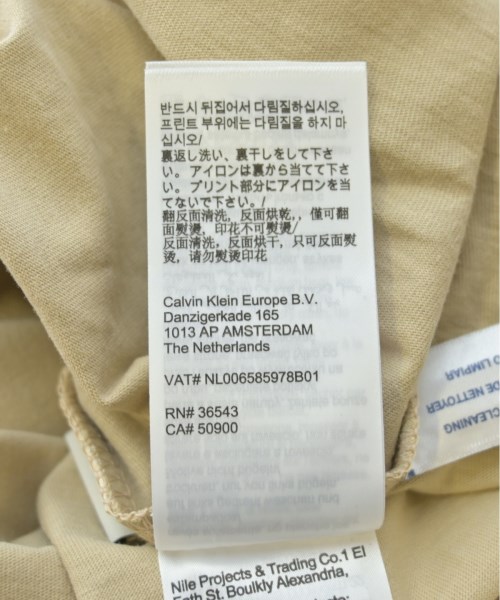 반드시 뒤집어서 다림질하십시오,
프린트 부위에는 다림질을 하지 마
십시오/
裏返し洗い、裏干しをして下さ
い。アイロンは裏から当てて下さ
い。プリント部分にアイロンを当
てないで下さい。/
翻反面清洗，反面烘乾,，僅可翻
面熨燙，印花不可熨燙/
反面清洗，反面烘干，只可反面熨
烫，请勿熨烫印花
Calvin Klein Europe B.V.
Danzigerkade 165
1013 AP AMSTERDAM
The Netherlands
VAT# NL006585978B01
RN# 36543
CA# 50900
O LIMPIAR
DE NETTOYER
CLEANING
Nile Projects & Trading Co.1 El
St. Boulkly Alexandria,